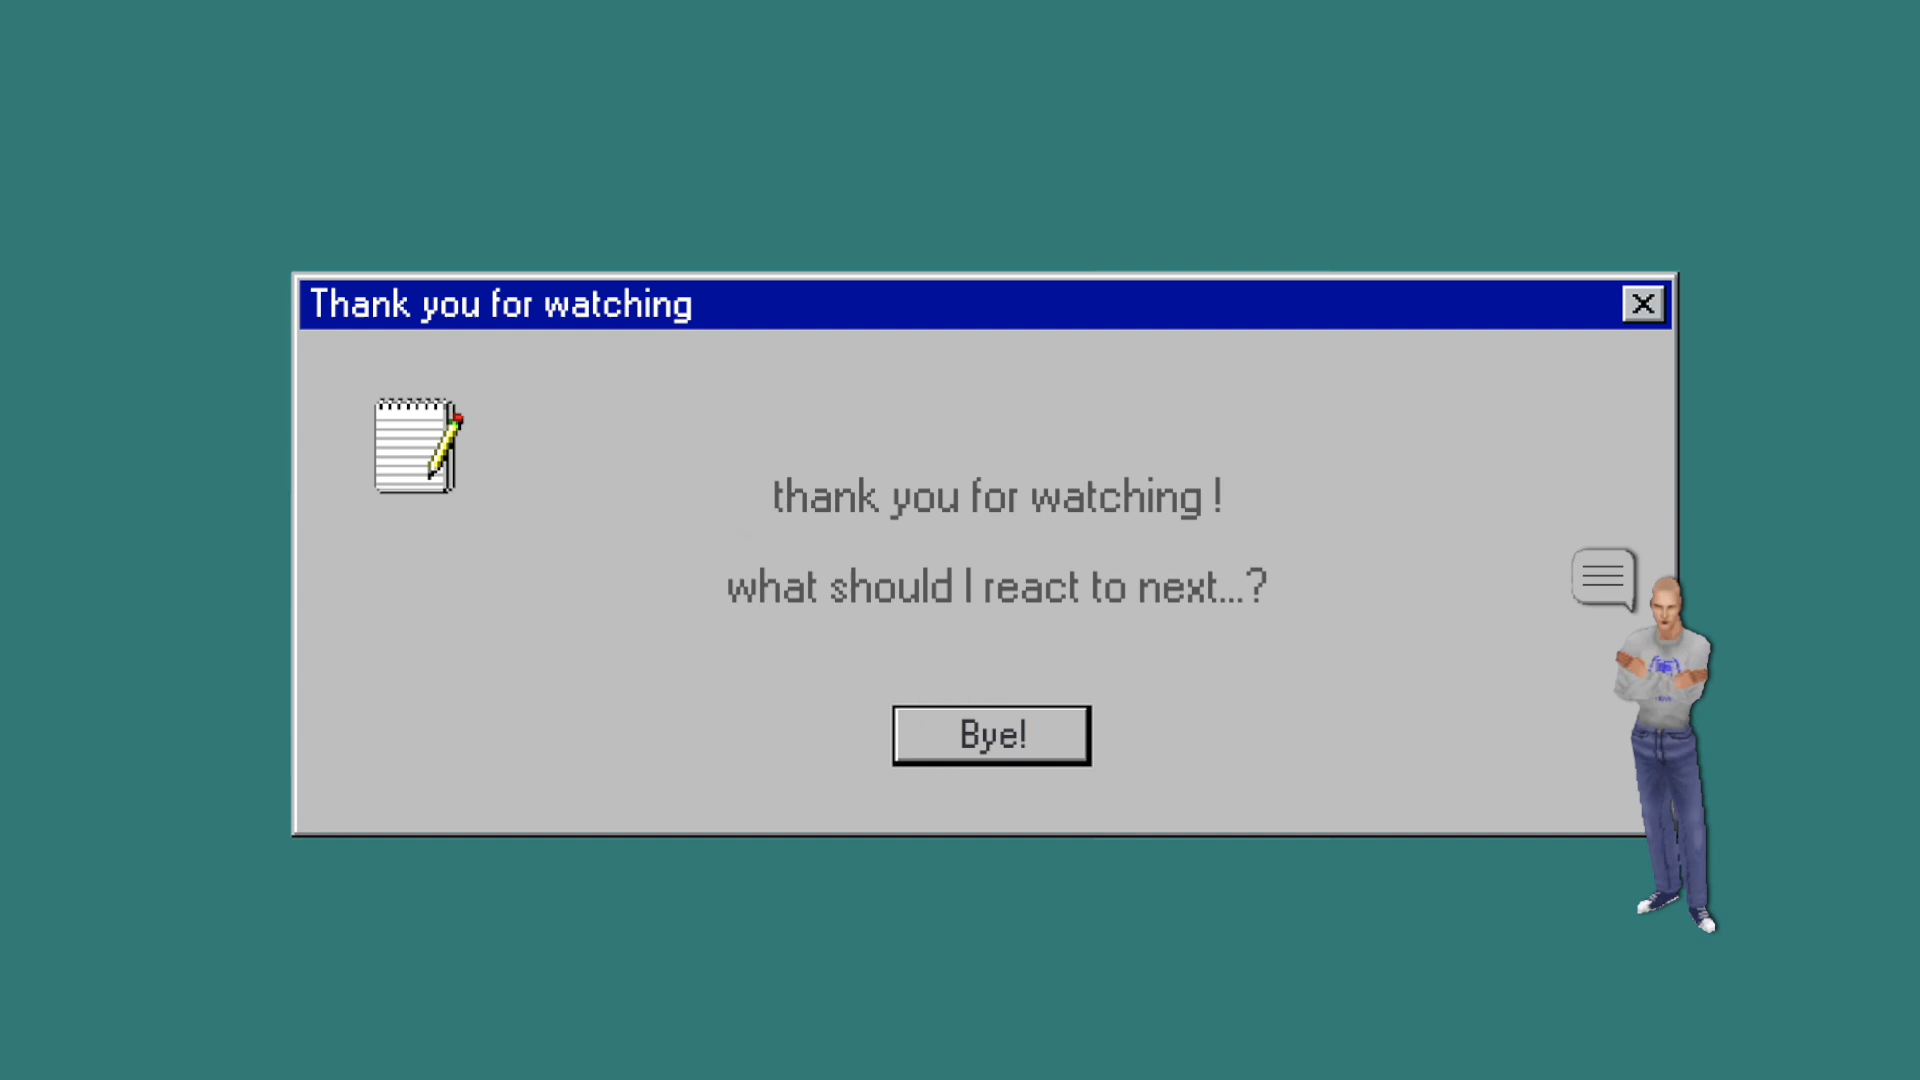 Thank you for watching
thank you for watching !
what should I react to next...?
Bye!